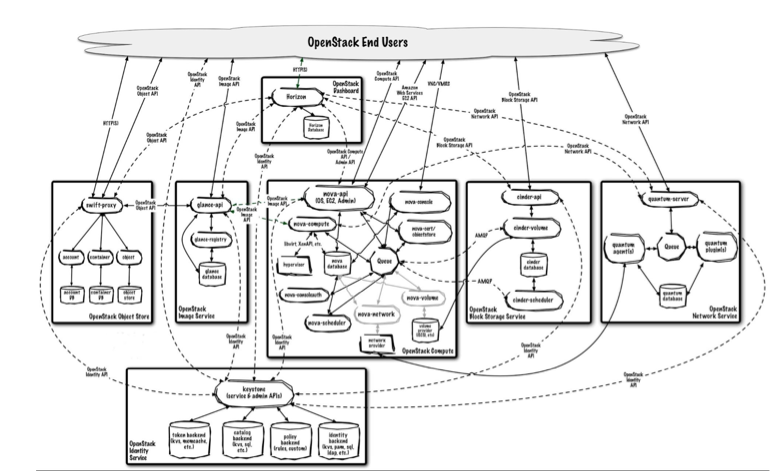 OpenStack End Users
HTTP(S)
OpenStack
Object API
OpenStack
Identity
API
OpenStack
Image API
HTTP(S)
OpenStack
Compute API
Amazon
Web Services
EC2 API
VNC/VMRS
OpenStack
Block Storage API
OpenStack
Network API
OpenStack
Dashboard
Horizon
Horizon
Database
OpenStack
Object API
OpenStack
Image API
OpenStack
Identity
API
OpenStack Compute
API /
Admin API
OpenStack
Block Storage API
OpenStack
Network API
OpenStack
Network API
swift-proxy
OpenStack
Object API
account
container
object
account
DB
container
DB
object
store
OpenStack Object Store
glance-api
glance-registry
glance
database
OpenStack
Image Service
OpenStack
Image API
OpenStack
Image
API
nova-api
(OS, EC2, Admin)
nova-console
nova-compute
nova-cert/
objectstore
libvirt, XenAPI, etc.
hypervisor
nova
database
Queue
nova-consoleauth
nova-volume
nova-network
nova-scheduler
network
provider
volume
provider
OpenStack Compute
AMQP
AMQP
cinder-api
cinder-volume
cinder
database
cinder-scheduler
OpenStack
Block Storage Service
quantum-server
quantum
agent(s)
Queue
quantum
plugin(s)
quantum
database
OpenStack
Network Service
OpenStack
Identity API
OpenStack
Identity
API
OpenStack
Identity
API
OpenStack
Identity
API
OpenStack
Identity
API
keystone
(service & admin APIs)
token backend
(kvs, memcache,
etc.)
catalog
backend
(kvs, sql,
etc.)
policy
backend
(rules, custom)
identity
backend
(kvs, pam, sql,
ldap, etc.)
OpenStack
Identity
Service